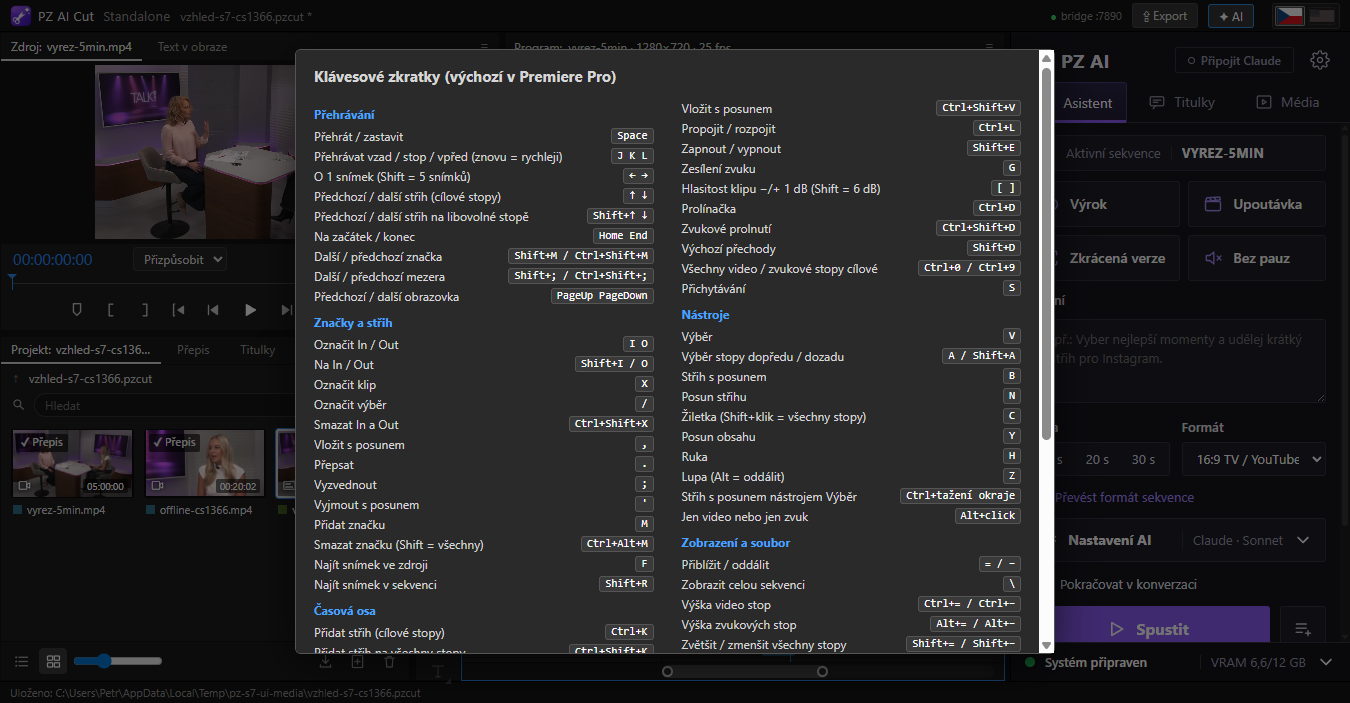 PZ AI Cut Standalone vzhled-s7-cs1366.pzcut *
bridge :7890 Export AI
Zdroj: vyrez-5min.mp4 Text v obraze
Program: vyrez-5min · 1280×720 · 25 fps
TALK!
00:00:00:00 Přizpůsobit
Projekt: vzhled-s7-cs136... Přepis Titulky
↑ vzhled-s7-cs1366.pzcut
Hledat
✓ Přepis 05:00:00
✓ Přepis 00:20:02
vyrez-5min.mp4
offline-cs1366.mp4
Klávesové zkratky (výchozí v Premiere Pro)
Přehrávání
Přehrát / zastavit Space
Přehrávat vzad / stop / vpřed (znovu = rychleji) J K L
O 1 snímek (Shift = 5 snímků) ← →
Předchozí / další střih (cílové stopy) ↑ ↓
Předchozí / další střih na libovolné stopě Shift+↑ ↓
Na začátek / konec Home End
Další / předchozí značka Shift+M / Ctrl+Shift+M
Další / předchozí mezera Shift+; / Ctrl+Shift+;
Předchozí / další obrazovka PageUp PageDown
Značky a střih
Označit In / Out I O
Na In / Out Shift+I / O
Označit klip X
Označit výběr /
Smazat In a Out Ctrl+Shift+X
Vložit s posunem ,
Přepsat .
Vyzvednout ;
Vyjmout s posunem '
Přidat značku M
Smazat značku (Shift = všechny) Ctrl+Alt+M
Najít snímek ve zdroji F
Najít snímek v sekvenci Shift+R
Časová osa
Přidat střih (cílové stopy) Ctrl+K
Přidat střih na všechny stopy Ctrl+Shift+K
Vložit s posunem Ctrl+Shift+V
Propojit / rozpojit Ctrl+L
Zapnout / vypnout Shift+E
Zesílení zvuku G
Hlasitost klipu −/+ 1 dB (Shift = 6 dB) [ ]
Prolínačka Ctrl+D
Zvukové prolnutí Ctrl+Shift+D
Výchozí přechody Shift+D
Všechny video / zvukové stopy cílové Ctrl+0 / Ctrl+9
Přichytávání S
Nástroje
Výběr V
Výběr stopy dopředu / dozadu A / Shift+A
Střih s posunem B
Posun střihu N
Žiletka (Shift+klik = všechny stopy) C
Posun obsahu Y
Ruka H
Lupa (Alt = oddálit) Z
Střih s posunem nástrojem Výběr Ctrl+tažení okraje
Jen video nebo jen zvuk Alt+click
Zobrazení a soubor
Přiblížit / oddálit = / −
Zobrazit celou sekvenci \
Výška video stop Ctrl+= / Ctrl+−
Výška zvukových stop Alt+= / Alt+−
Zvětšit / zmenšit všechny stopy Shift+= / Shift+−
PZ AI Připojit Claude
Asistent Titulky Média
Aktivní sekvence VYREZ-5MIN
Výrok Upoutávka
Zkrácená verze Bez pauz
Vyber nejlepší momenty a udělej krátký
pro Instagram.
Formát
20 s 30 s 16:9 TV / YouTube
Převést formát sekvence
Nastavení AI Claude · Sonnet
Pokračovat v konverzaci
Spustit
Systém připraven VRAM 6,6/12 GB
Uloženo: C:\Users\Petr\AppData\Local\Temp\pz-s7-ui-media\vzhled-s7-cs1366.pzcut